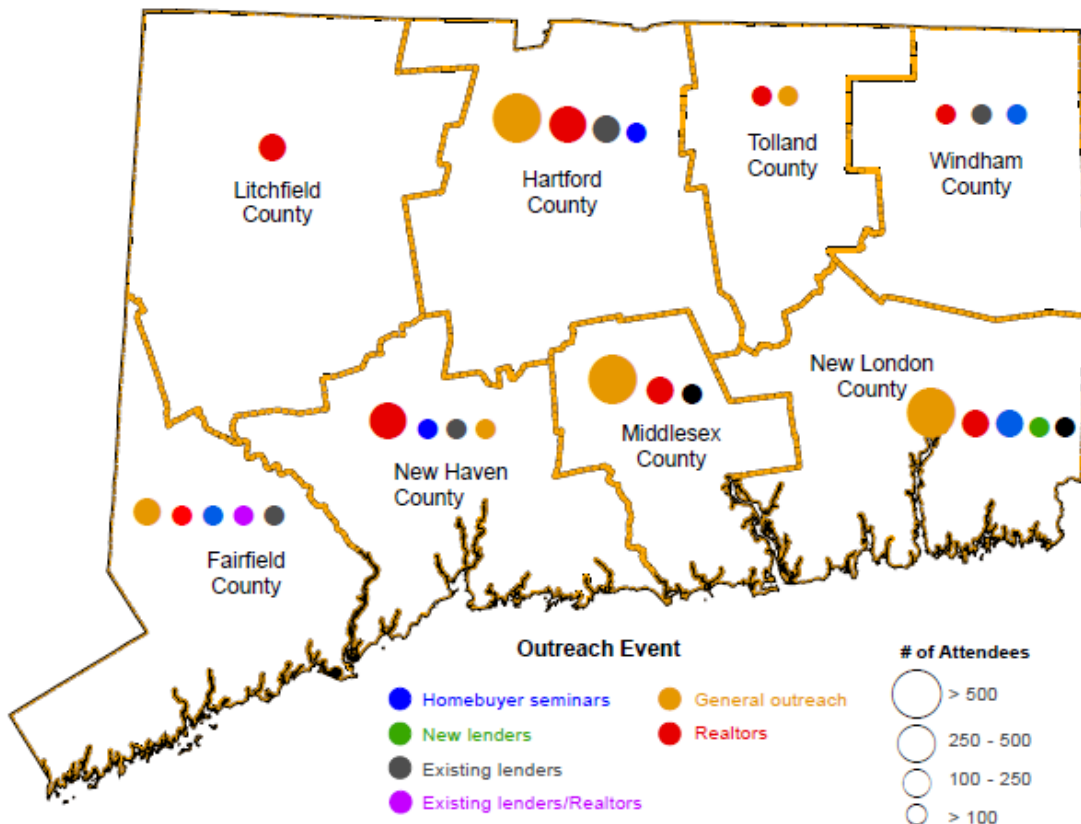 Litchfield
County
Hartford
County
Tolland
County
Windham
County
New London
County
Middlesex
County
New Haven
County
Fairfield
County
Outreach Event
Homebuyer seminars
New lenders
Existing lenders
Existing lenders/Realtors
General outreach
Realtors
# of Attendees
> 500
250 - 500
100 - 250
> 100